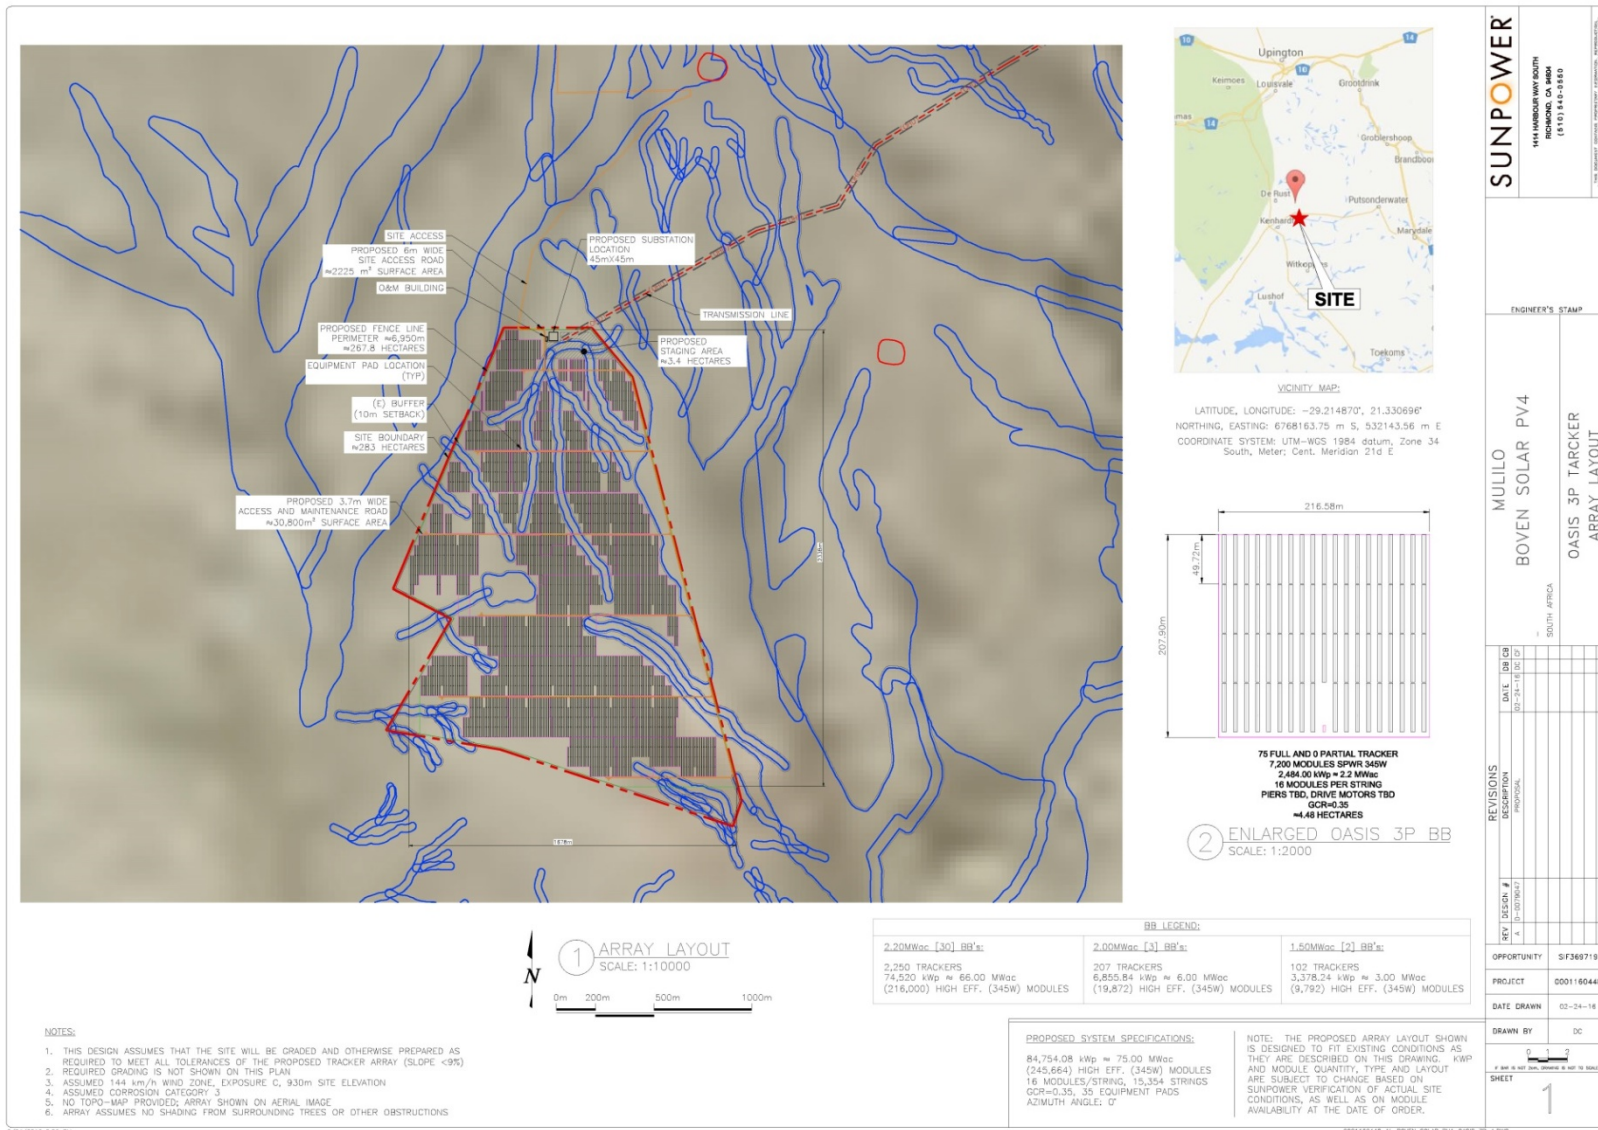 SITE ACCESS
PROPOSED 6m WIDE
SITE ACCESS ROAD
≈2225 m² SURFACE AREA
O&M BUILDING
PROPOSED SUBSTATION
LOCATION
45mX45m
TRANSMISSION LINE
PROPOSED FENCE LINE
PERIMETER ≈6,950m
≈267.8 HECTARES
EQUIPMENT PAD LOCATION
(TYP)
PROPOSED
STAGING AREA
≈3.4 HECTARES
(E) BUFFER
(10m SETBACK)
SITE BOUNDARY
≈283 HECTARES
PROPOSED 3.7m WIDE
ACCESS AND MAINTENANCE ROAD
≈30,800m² SURFACE AREA
N
1 ARRAY LAYOUT
SCALE: 1:10000
0m 200m 500m 1000m
10
14
Upington
10
Keimoes
Louisvale
Grootdrink
14
Groblershoop
Brandboo
De Rust
Putsonderwater
Kenhard
Marydale
Lushof
SITE
Toekoms
VICINITY MAP:
LATITUDE, LONGITUDE: -29.214870°, 21.330696°
NORTHING, EASTING: 6768163.75 m S, 532143.56 m E
COORDINATE SYSTEM: UTM-WGS 1984 datum, Zone 34
South, Meter; Cent. Meridian 21d E
216.58m
49.72m
207.90m
75 FULL AND 0 PARTIAL TRACKER
7,200 MODULES SPWR 345W
2,484.00 kWp ≈ 2.2 MWac
16 MODULES PER STRING
PIERS TBD, DRIVE MOTORS TBD
GCR=0.35
≈4.48 HECTARES
2 ENLARGED OASIS 3P BB
SCALE: 1:2000
BB LEGEND:
2.20MWac [30] BB's:
2,250 TRACKERS
74,520 kWp ≈ 66.00 MWac
(216,000) HIGH EFF. (345W) MODULES
2.00MWac [3] BB's:
207 TRACKERS
6,855.84 kWp ≈ 6.00 MWac
(19,872) HIGH EFF. (345W) MODULES
1.50MWac [2] BB's:
102 TRACKERS
3,378.24 kWp ≈ 3.00 MWac
(9,792) HIGH EFF. (345W) MODULES
NOTES:
1. THIS DESIGN ASSUMES THAT THE SITE WILL BE GRADED AND OTHERWISE PREPARED AS
REQUIRED TO MEET ALL TOLERANCES OF THE PROPOSED TRACKER ARRAY (SLOPE <9%)
2. REQUIRED GRADING IS NOT SHOWN ON THIS PLAN
3. ASSUMED 144 km/h WIND ZONE, EXPOSURE C, 930m SITE ELEVATION
4. ASSUMED CORROSION CATEGORY 3
5. NO TOPO-MAP PROVIDED; ARRAY SHOWN ON AERIAL IMAGE
6. ARRAY ASSUMES NO SHADING FROM SURROUNDING TREES OR OTHER OBSTRUCTIONS
PROPOSED SYSTEM SPECIFICATIONS:
84,754.08 kWp ≈ 75.00 MWac
(245,664) HIGH EFF. (345W) MODULES
16 MODULES/STRING, 15,354 STRINGS
GCR=0.35, 35 EQUIPMENT PADS
AZIMUTH ANGLE: 0°
NOTE: THE PROPOSED ARRAY LAYOUT SHOWN
IS DESIGNED TO FIT EXISTING CONDITIONS AS
THEY ARE DESCRIBED ON THIS DRAWING. KWP
AND MODULE QUANTITY, TYPE AND LAYOUT
ARE SUBJECT TO CHANGE BASED ON
SUNPOWER VERIFICATION OF ACTUAL SITE
CONDITIONS, AS WELL AS ON MODULE
AVAILABILITY AT THE DATE OF ORDER.
SUNPOWER
1414 HARBOUR WAY SOUTH
RICHMOND, CA 94804
(510) 540-0550
ENGINEER'S STAMP
MULILO
BOVEN SOLAR PV4
SOUTH AFRICA
OASIS 3P TARCKER
ARRAY LAYOUT
REVISIONS
REV DESIGN # DESCRIPTION DATE DB CB
A PROPOSAL 02-24-16 DC CF
OPPORTUNITY
PROJECT
DATE DRAWN 02-24-16
DRAWN BY DC
SHEET
1